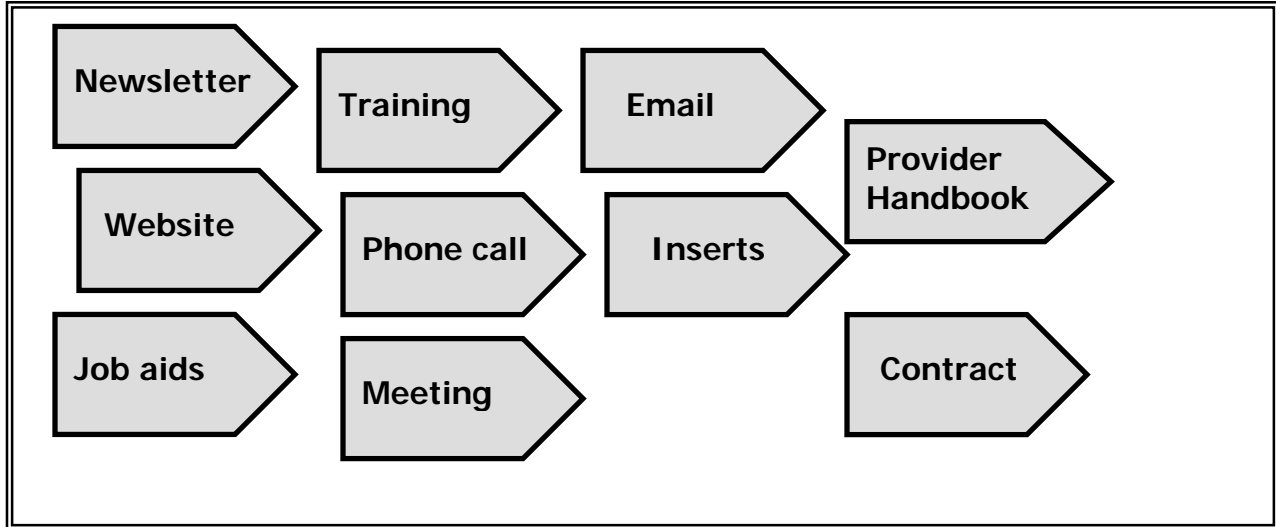 Newsletter
Training
Email
Provider
Handbook
Website
Phone call
Inserts
Job aids
Meeting
Contract